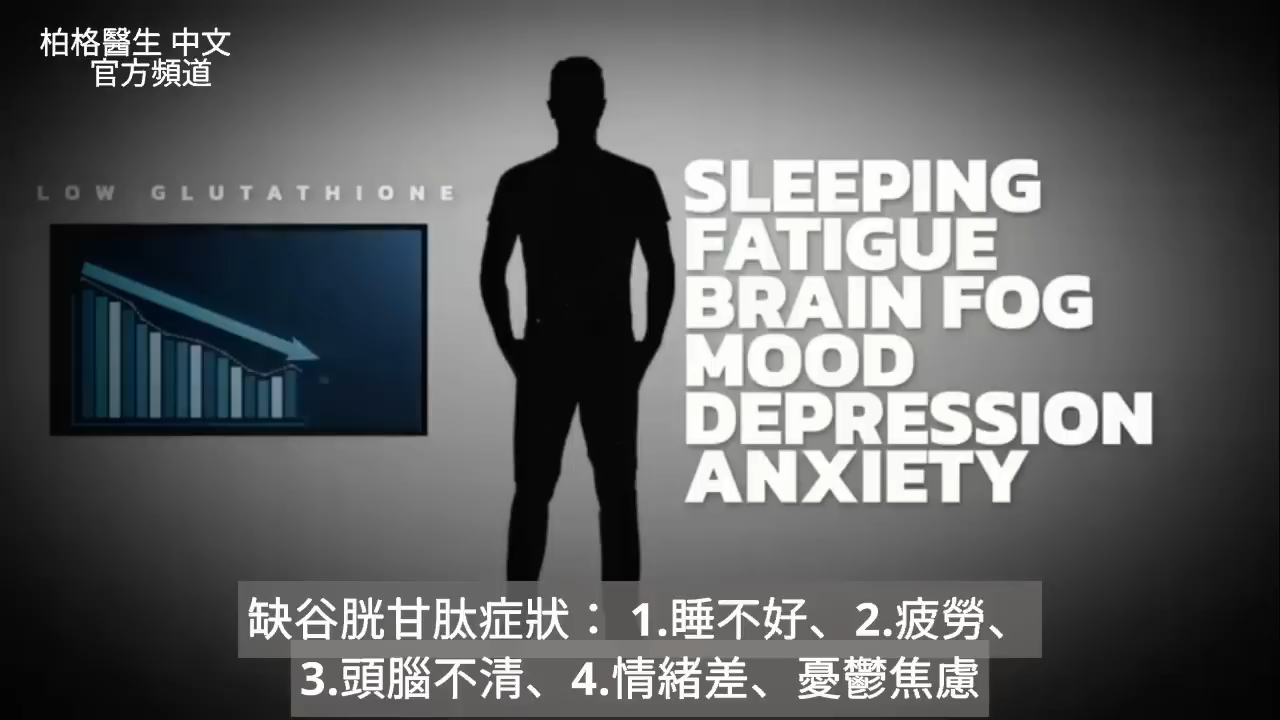 柏格醫生 中文
官方頻道
LOW GLUTATHIONE
SLEEPING
FATIGUE
BRAIN FOG
MOOD
DEPRESSION
ANXIETY
缺谷胱甘肽症狀： 1.睡不好、2.疲勞、
3.頭腦不清、4.情緒差、憂鬱焦慮